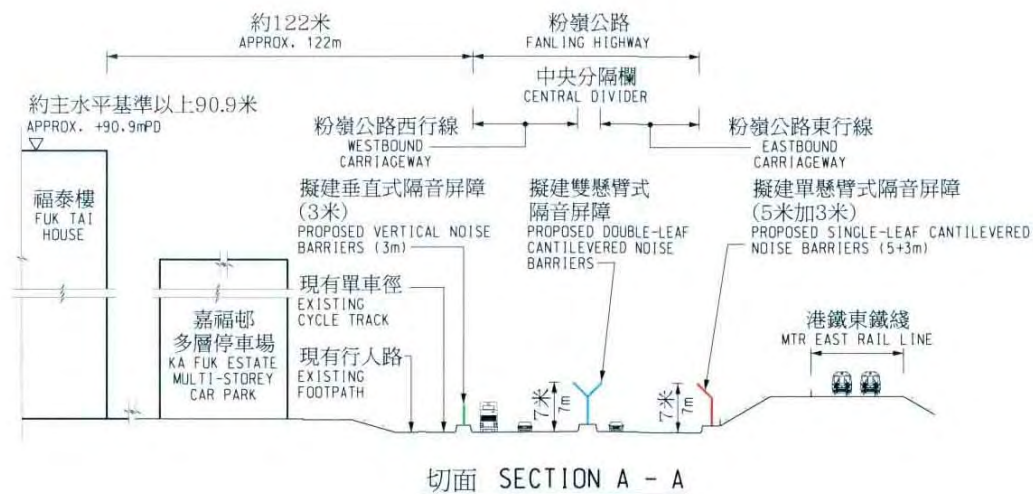 約122米
APPROX. 122m
粉嶺公路
FANLING HIGHWAY
中央分隔欄
CENTRAL DIVIDER
約主水平基準以上90.9米
APPROX. +90.9mPD
粉嶺公路西行線
WESTBOUND
CARRIAGEWAY
粉嶺公路東行線
EASTBOUND
CARRIAGEWAY
福泰樓
FUK TAI
HOUSE
擬建垂直式隔音屏障
(3米)
PROPOSED VERTICAL NOISE
BARRIERS (3m)
擬建雙懸臂式
隔音屏障
PROPOSED DOUBLE-LEAF
CANTILEVERED NOISE
BARRIERS
擬建單懸臂式隔音屏障
(5米加3米)
PROPOSED SINGLE-LEAF CANTILEVERED
NOISE BARRIERS (5+3m)
現有單車徑
EXISTING
CYCLE TRACK
嘉福邨
多層停車場
KA FUK ESTATE
MULTI-STOREY
CAR PARK
現有行人路
EXISTING
FOOTPATH
港鐵東鐵綫
MTR EAST RAIL LINE
7米
7m
7米
7m
切面 SECTION A - A